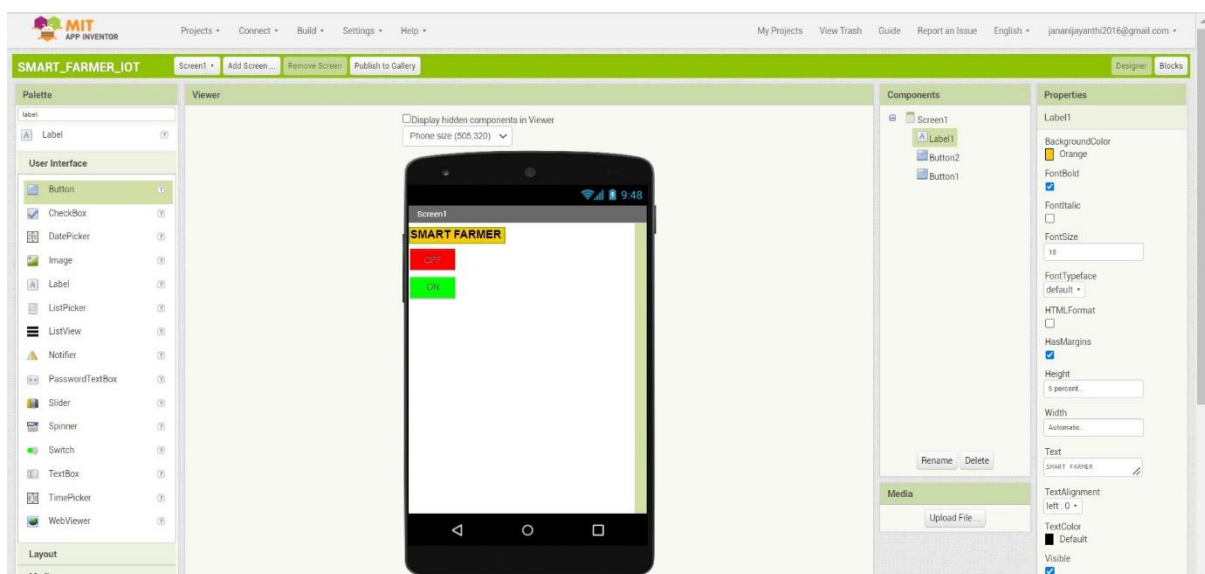 MIT
APP INVENTOR
Projects Connect Build Settings Help
My Projects View Trash Guide Report an Issue English jananijayanthi2016@gmail.com
SMART_FARMER_IOT
Screen1 Add Screen ... Remove Screen Publish to Gallery
Designer Blocks
Palette
label
Label
User Interface
Button
CheckBox
DatePicker
Image
Label
ListPicker
ListView
Notifier
PasswordTextBox
Slider
Spinner
Switch
TextBox
TimePicker
WebViewer
Layout
Viewer
Display hidden components in Viewer
Phone size (505,320)
9:48
Screen1
SMART FARMER
OFF
ON
Components
Screen1
Label1
Button2
Button1
Rename Delete
Media
Upload File ...
Properties
Label1
BackgroundColor
Orange
FontBold
FontItalic
FontSize
18
FontTypeface
default
HTMLFormat
HasMargins
Height
5 percent...
Width
Automatic...
Text
SMART FARMER
TextAlignment
left : 0
TextColor
Default
Visible